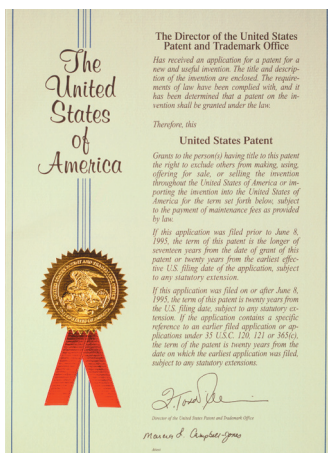 The
United
States
of
America
The Director of the United States
Patent and Trademark Office
Has received an application for a patent for a
new and useful invention. The title and descrip-
tion of the invention are enclosed. The require-
ments of law have been complied with, and it
has been determined that a patent on the in-
vention shall be granted under the law.
Therefore, this
United States Patent
Grants to the person(s) having title to this patent
the right to exclude others from making, using,
offering for sale, or selling the invention
throughout the United States of America or im-
porting the invention into the United States of
America for the term set forth below, subject
to the payment of maintenance fees as provided
by law.
If this application was filed prior to June 8,
1995, the term of this patent is the longer of
seventeen years from the date of grant of this
patent or twenty years from the earliest effec-
tive U.S. filing date of the application, subject
to any statutory extension.
If this application was filed on or after June 8,
1995, the term of this patent is twenty years from
the U.S. filing date, subject to any statutory ex-
tension. If the application contains a specific
reference to an earlier filed application or ap-
plications under 35 U.S.C. 120, 121 or 365(c),
the term of the patent is twenty years from the
date on which the earliest application was filed,
subject to any statutory extensions.
Director of the United States Patent and Trademark Office